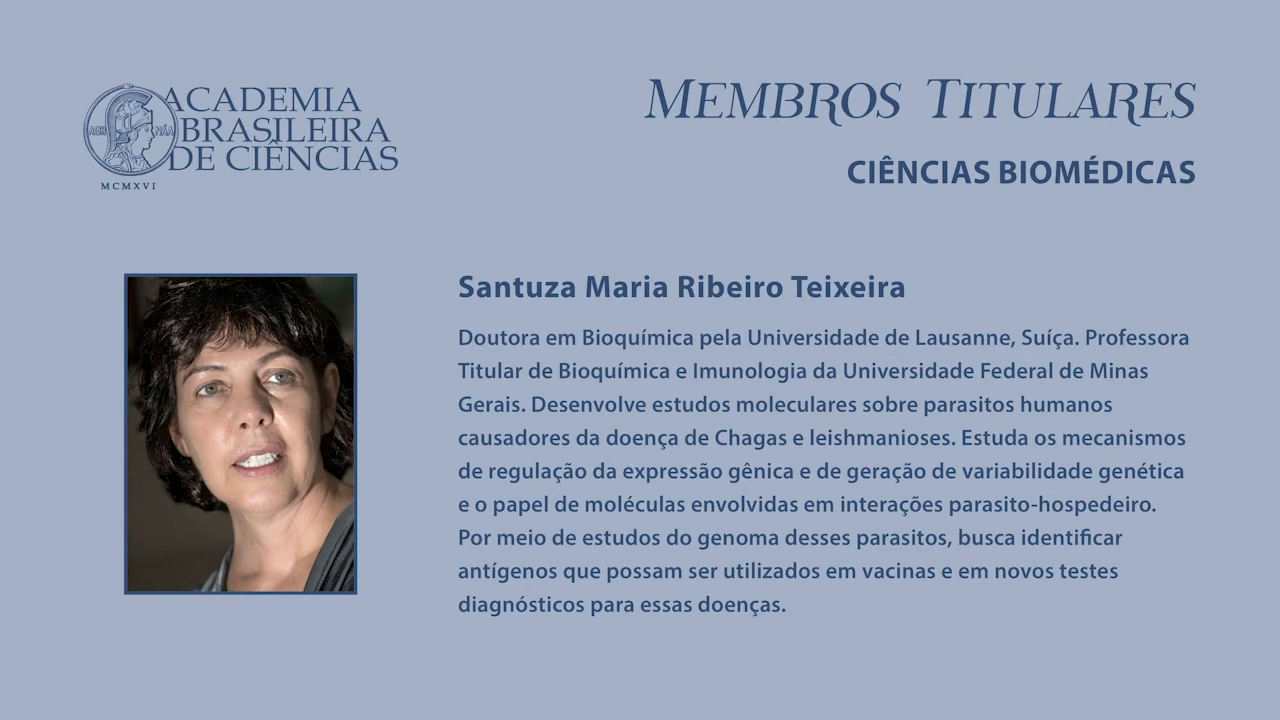 ACADEMIA
BRASILEIRA
DE CIÊNCIAS
MCMXVI
MEMBROS TITULARES
CIÊNCIAS BIOMÉDICAS
Santuza Maria Ribeiro Teixeira
Doutora em Bioquímica pela Universidade de Lausanne, Suíça. Professora
Titular de Bioquímica e Imunologia da Universidade Federal de Minas
Gerais. Desenvolve estudos moleculares sobre parasitos humanos
causadores da doença de Chagas e leishmanioses. Estuda os mecanismos
de regulação da expressão gênica e de geração de variabilidade genética
e o papel de moléculas envolvidas em interações parasito-hospedeiro.
Por meio de estudos do genoma desses parasitos, busca identificar
antígenos que possam ser utilizados em vacinas e em novos testes
diagnósticos para essas doenças.